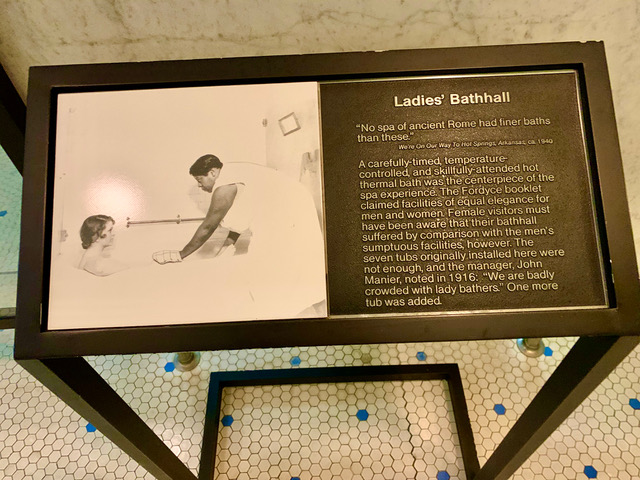 Ladies' Bathhall
"No spa of ancient Rome had finer baths
than these."
We're On Our Way To Hot Springs, Arkansas, ca. 1940
A carefully-timed, temperature-
controlled, and skillfully-attended hot
thermal bath was the centerpiece of the
spa experience. The Fordyce booklet
claimed facilities of equal elegance for
men and women. Female visitors must
have been aware that their bathhall
suffered by comparison with the men's
sumptuous facilities, however. The
seven tubs originally installed here were
not enough, and the manager, John
Manier, noted in 1916: "We are badly
crowded with lady bathers." One more
tub was added.